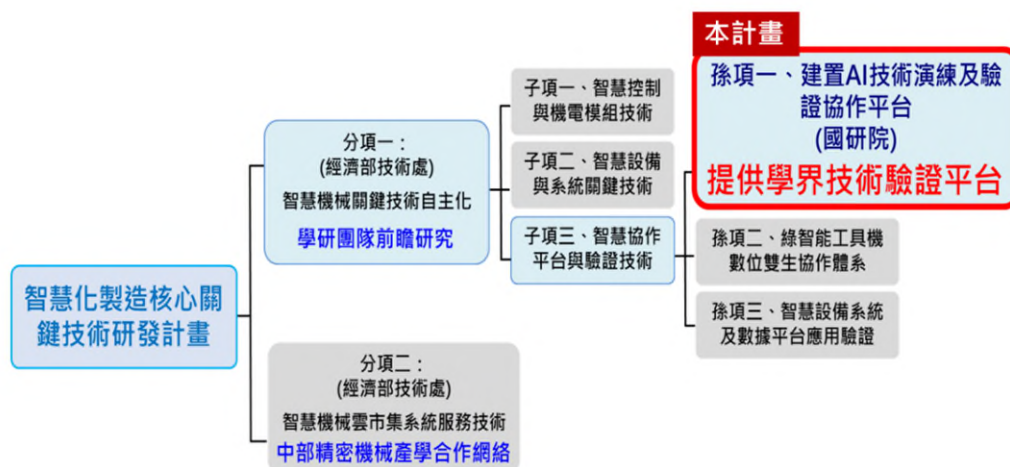 智慧化製造核心關
鍵技術研發計畫
分項一：
(經濟部技術處)
智慧機械關鍵技術自主化
學研團隊前瞻研究
分項二：
(經濟部技術處)
智慧機械雲市集系統服務技術
中部精密機械產學合作網絡
子項一、智慧控制
與機電模組技術
子項二、智慧設備
與系統關鍵技術
子項三、智慧協作
平台與驗證技術
本計畫
孫項一、建置AI技術演練及驗
證協作平台
(國研院)
提供學界技術驗證平台
孫項二、綠智能工具機
數位雙生協作體系
孫項三、智慧設備系統
及數據平台應用驗證